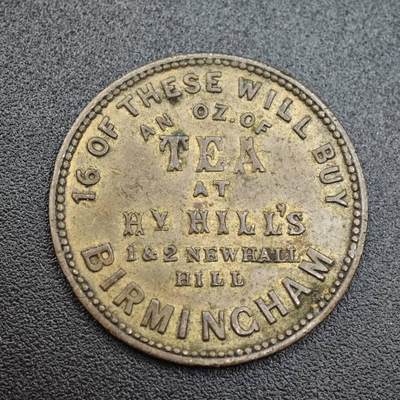 16 OF THESE WILL BUY
AN OZ. OF
TEA
AT
HY. HILL'S
1 & 2 NEWHALL
HILL
BIRMINGHAM